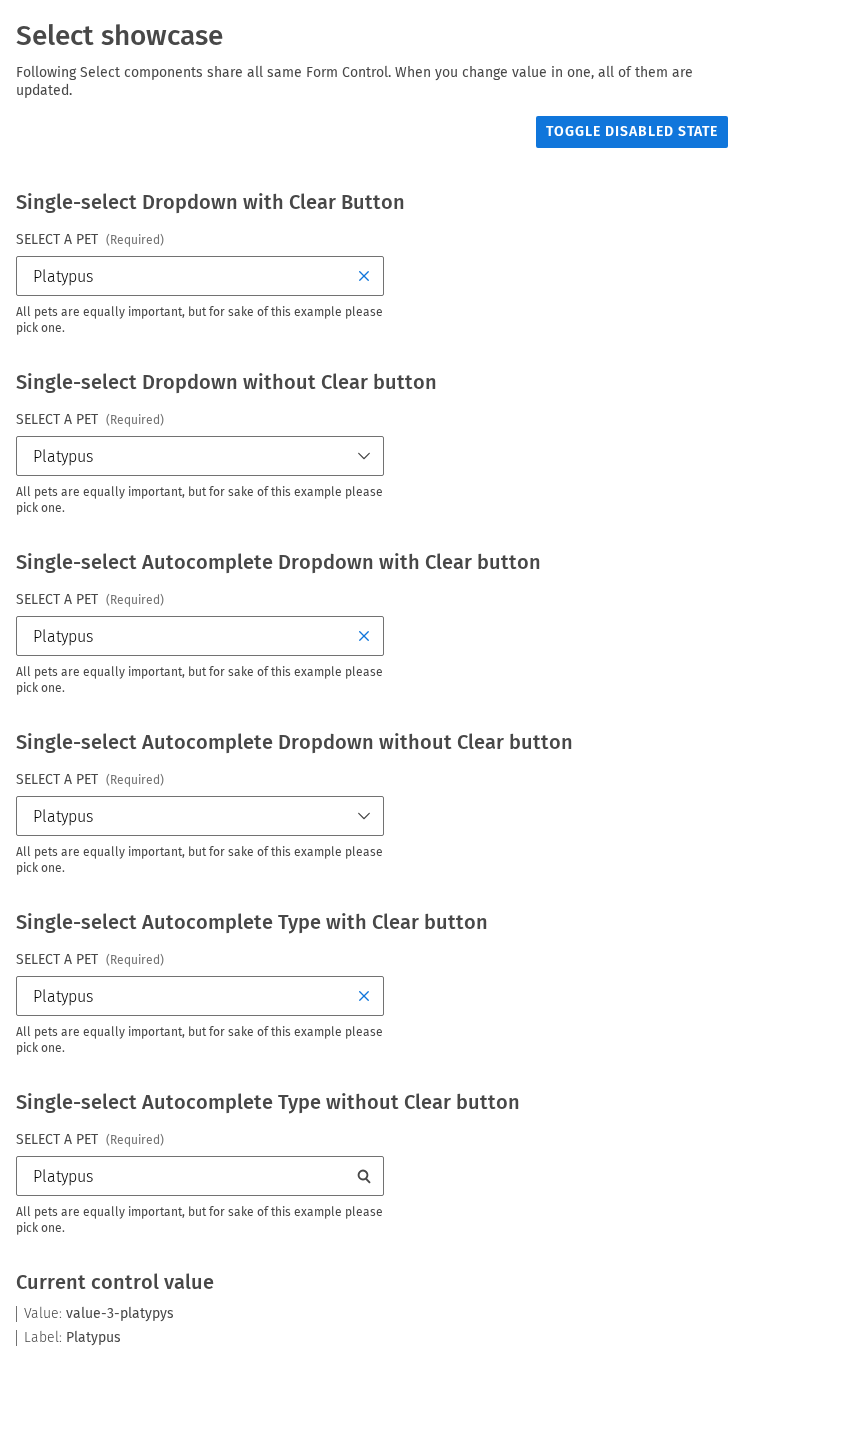 Select showcase
Following Select components share all same Form Control. When you change value in one, all of them are
updated.
TOGGLE DISABLED STATE
Single-select Dropdown with Clear Button
SELECT A PET (Required)
Platypus
All pets are equally important, but for sake of this example please
pick one.
Single-select Dropdown without Clear button
SELECT A PET (Required)
Platypus
All pets are equally important, but for sake of this example please
pick one.
Single-select Autocomplete Dropdown with Clear button
SELECT A PET (Required)
Platypus
All pets are equally important, but for sake of this example please
pick one.
Single-select Autocomplete Dropdown without Clear button
SELECT A PET (Required)
Platypus
All pets are equally important, but for sake of this example please
pick one.
Single-select Autocomplete Type with Clear button
SELECT A PET (Required)
Platypus
All pets are equally important, but for sake of this example please
pick one.
Single-select Autocomplete Type without Clear button
SELECT A PET (Required)
Platypus
All pets are equally important, but for sake of this example please
pick one.
Current control value
Value: value-3-platypys
Label: Platypus